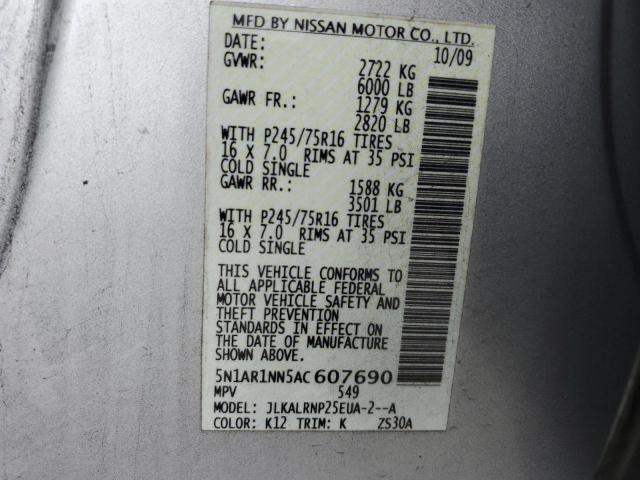 MFD BY NISSAN MOTOR CO., LTD.
DATE: 10/09
GVWR: 2722 KG
6000 LB
GAWR FR.: 1279 KG
2820 LB
WITH P245/75R16 TIRES
16 X 7.0 RIMS AT 35 PSI
COLD SINGLE
GAWR RR.: 1588 KG
3501 LB
WITH P245/75R16 TIRES
16 X 7.0 RIMS AT 35 PSI
COLD SINGLE
THIS VEHICLE CONFORMS TO
ALL APPLICABLE FEDERAL
MOTOR VEHICLE SAFETY AND
THEFT PREVENTION
STANDARDS IN EFFECT ON
THE DATE OF MANUFACTURE
SHOWN ABOVE.
5N1AR1NN5AC607690
MPV 549
MODEL: JLKALRNP25EUA-2--A
COLOR: K12 TRIM: K ZS30A